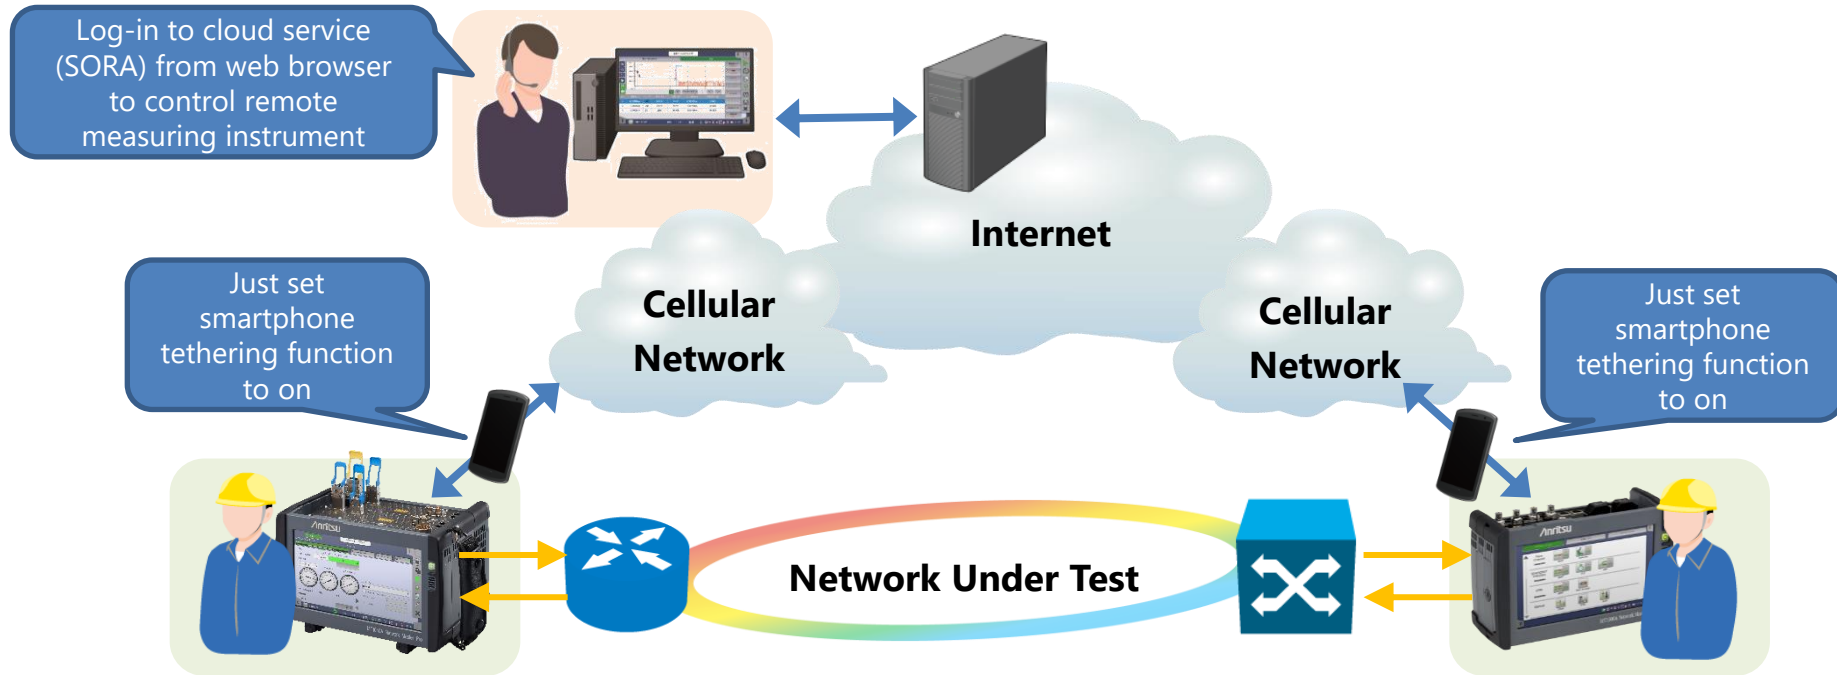 Log-in to cloud service
(SORA) from web browser
to control remote
measuring instrument
Internet
Cellular
Network
Cellular
Network
Just set
smartphone
tethering function
to on
Just set
smartphone
tethering function
to on
Anritsu
Anritsu
Network Under Test